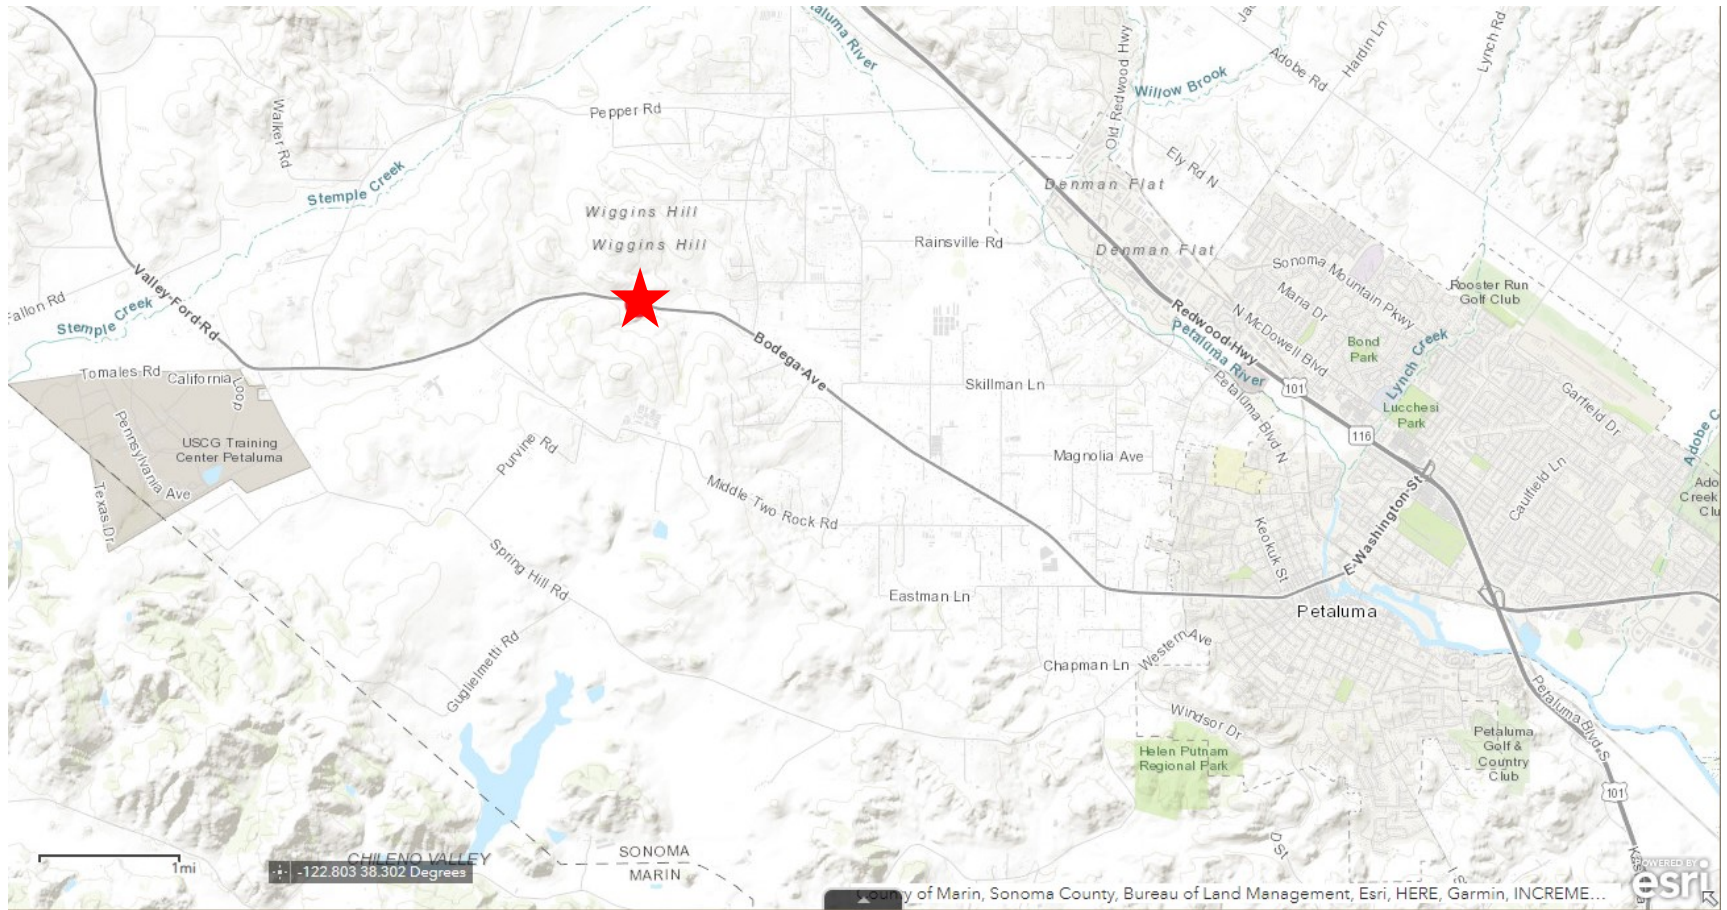 taluma River
Jac
Hardin Ln
Lynch Rd
Adobe Rd
Old Redwood Hwy
Willow Brook
Walker Rd
Pepper Rd
Stemple Creek
Ely Rd N
Denman Flat
Wiggins Hill
Wiggins Hill
Rainsville Rd
Denman Flat
Sonoma Mountain Pkwy
Maria Dr
Rooster Run
Golf Club
Valley-Ford-Rd
allon Rd
Stemple Creek
N McDowell Blvd
Redwood-Hwy
Petaluma River
Bond
Park
Lynch Creek
Bodega-Ave
Tomales Rd
California
Loop
Skillman Ln
101
Petaluma Blvd N
Lucchesi
Park
Garfield Dr
Adobe C
116
Pennsylvania Ave
USCG Training
Center Petaluma
Purvine Rd
Magnolia Ave
Texas Dr
Middle Two Rock Rd
Keokuk St
E-Washington-St
Caulfield Ln
Ado
Creek
Clu
Spring Hill Rd
Eastman Ln
Petaluma
Guglielmetti Rd
Chapman Ln
Western Ave
Windsor Dr
Petaluma Blvd S
Helen Putnam
Regional Park
Petaluma
Golf &
Country
Club
101
D St
1mi
CHILENO VALLEY
-122.803 38.302 Degrees
SONOMA
MARIN
County of Marin, Sonoma County, Bureau of Land Management, Esri, HERE, Garmin, INCREME...
POWERED BY
esri